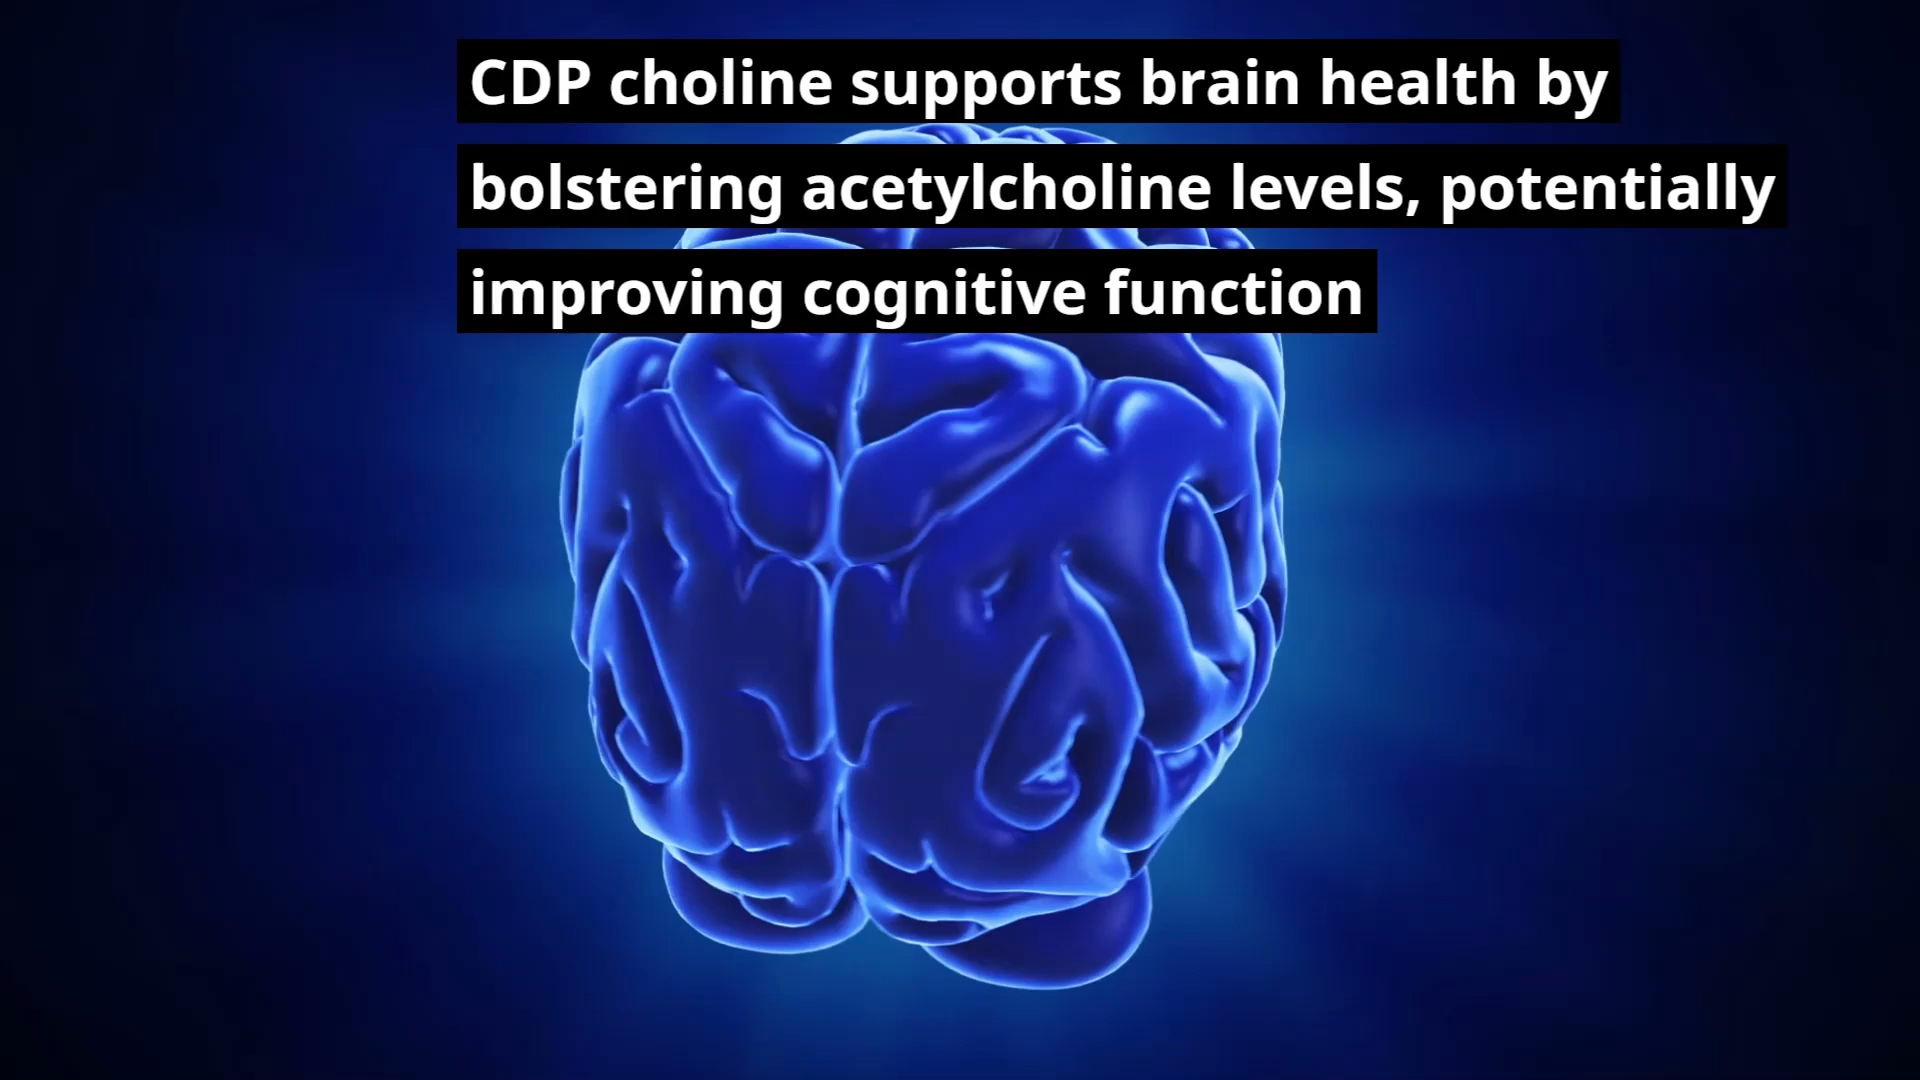 CDP choline supports brain health by
bolstering acetylcholine levels, potentially
improving cognitive function